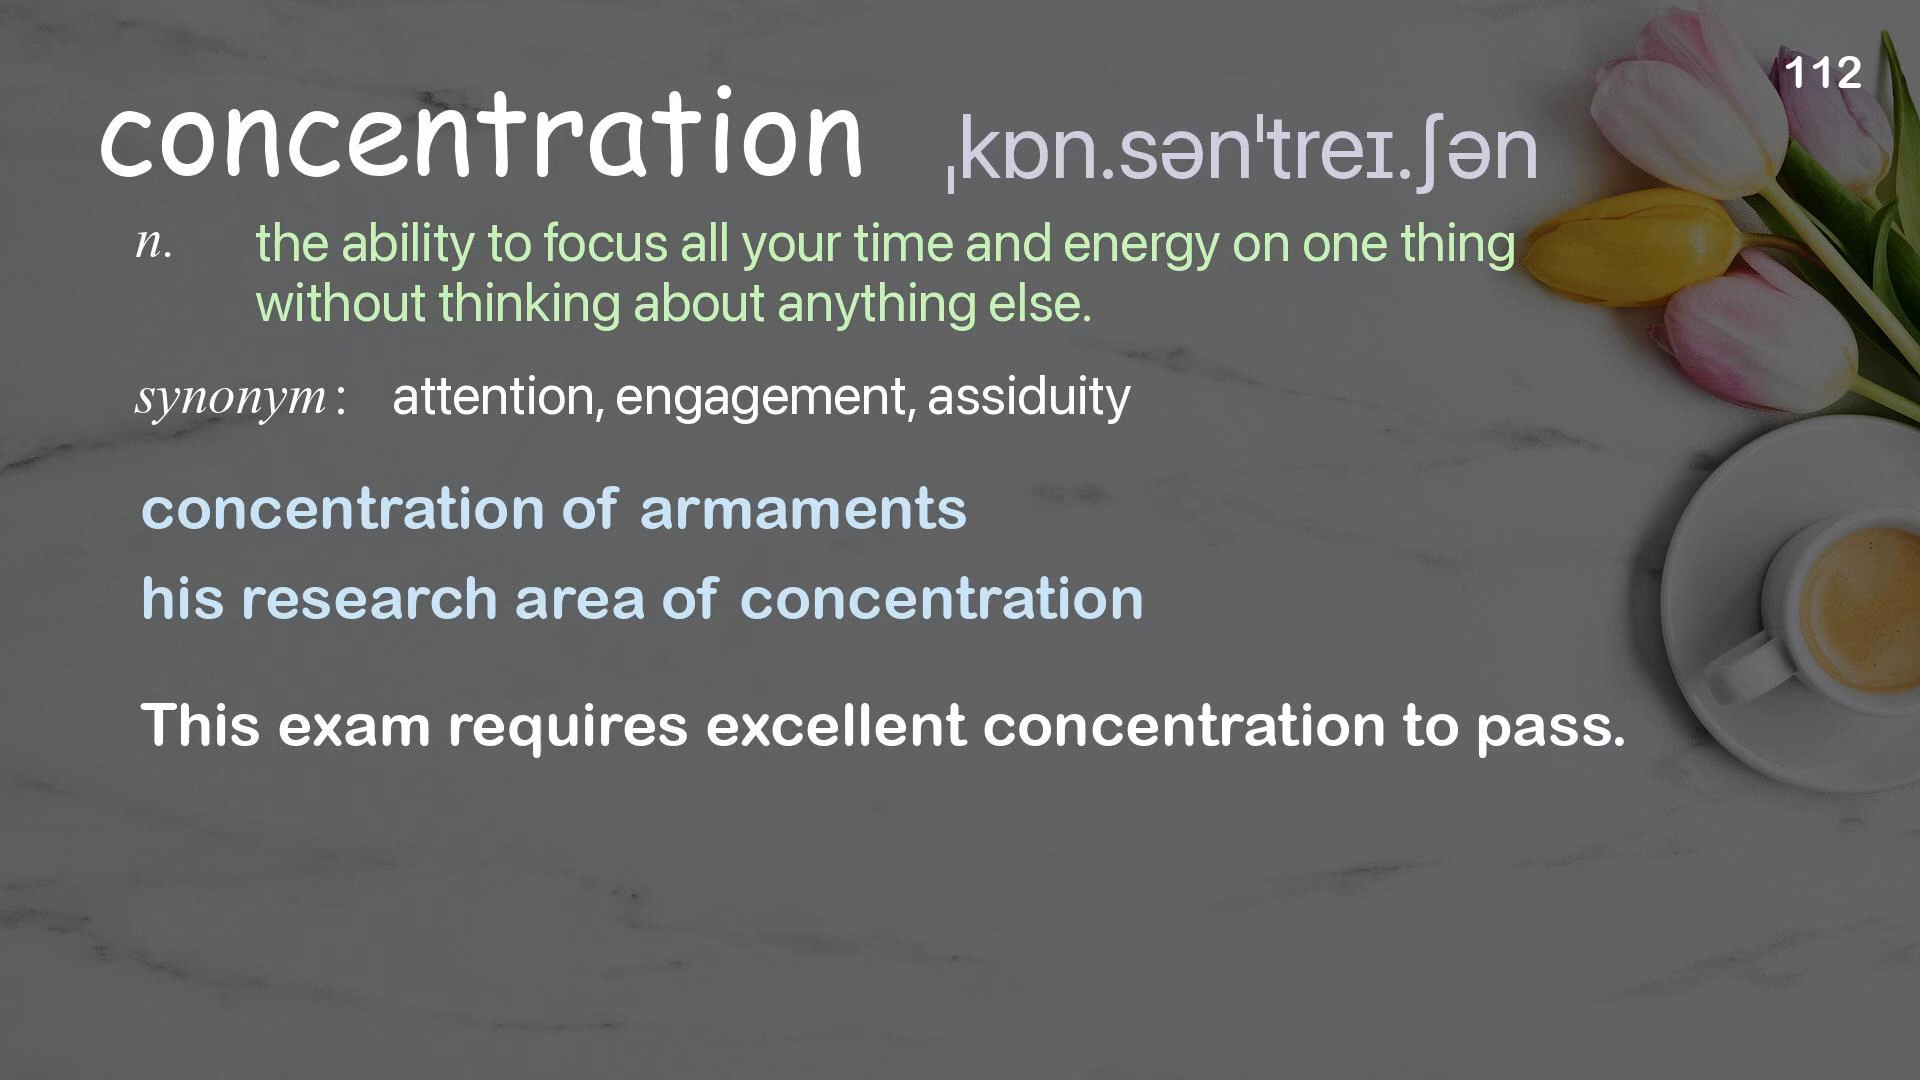 112
concentration ˌkɒn.sənˈtreɪ.ʃən
n. the ability to focus all your time and energy on one thing
without thinking about anything else.
synonym : attention, engagement, assiduity
concentration of armaments
his research area of concentration
This exam requires excellent concentration to pass.